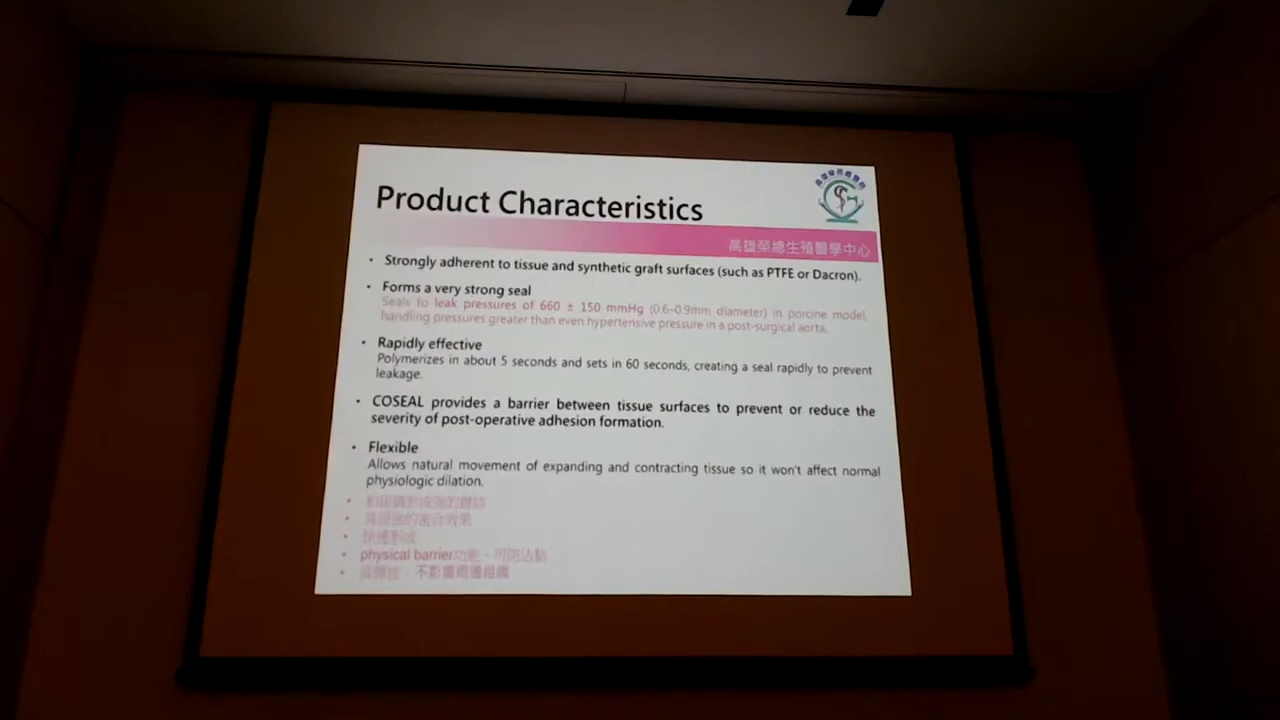 Product Characteristics
高雄榮總生殖醫學中心
• Strongly adherent to tissue and synthetic graft surfaces (such as PTFE or Dacron).
• Forms a very strong seal
Seals to leak pressures of 660 ± 150 mmHg (0.6–0.9mm diameter) in porcine model, 
handling pressures greater than even hypertensive pressure in a post-surgical aorta.
• Rapidly effective
Polymerizes in about 5 seconds and sets in 60 seconds, creating a seal rapidly to prevent
leakage.
• COSEAL provides a barrier between tissue surfaces to prevent or reduce the
severity of post-operative adhesion formation.
• Flexible
Allows natural movement of expanding and contracting tissue so it won't affect normal
physiologic dilation.
• 快速形成
• physical barrier功能，可防沾黏
• 不影響周邊組織